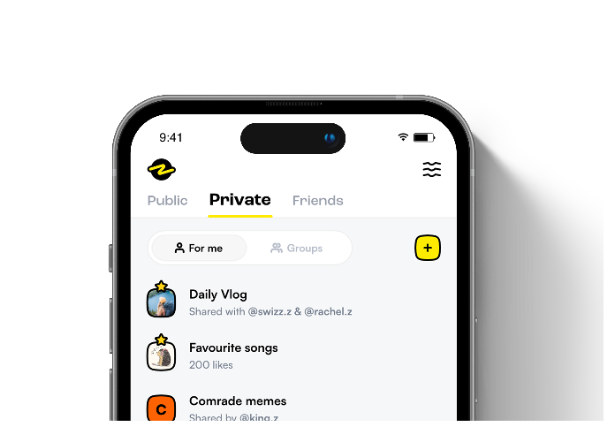 9:41
Public Private Friends
For me Groups
Daily Vlog
Shared with @swizz.z & @rachel.z
Favourite songs
200 likes
C
Comrade memes
Shared by @king.z